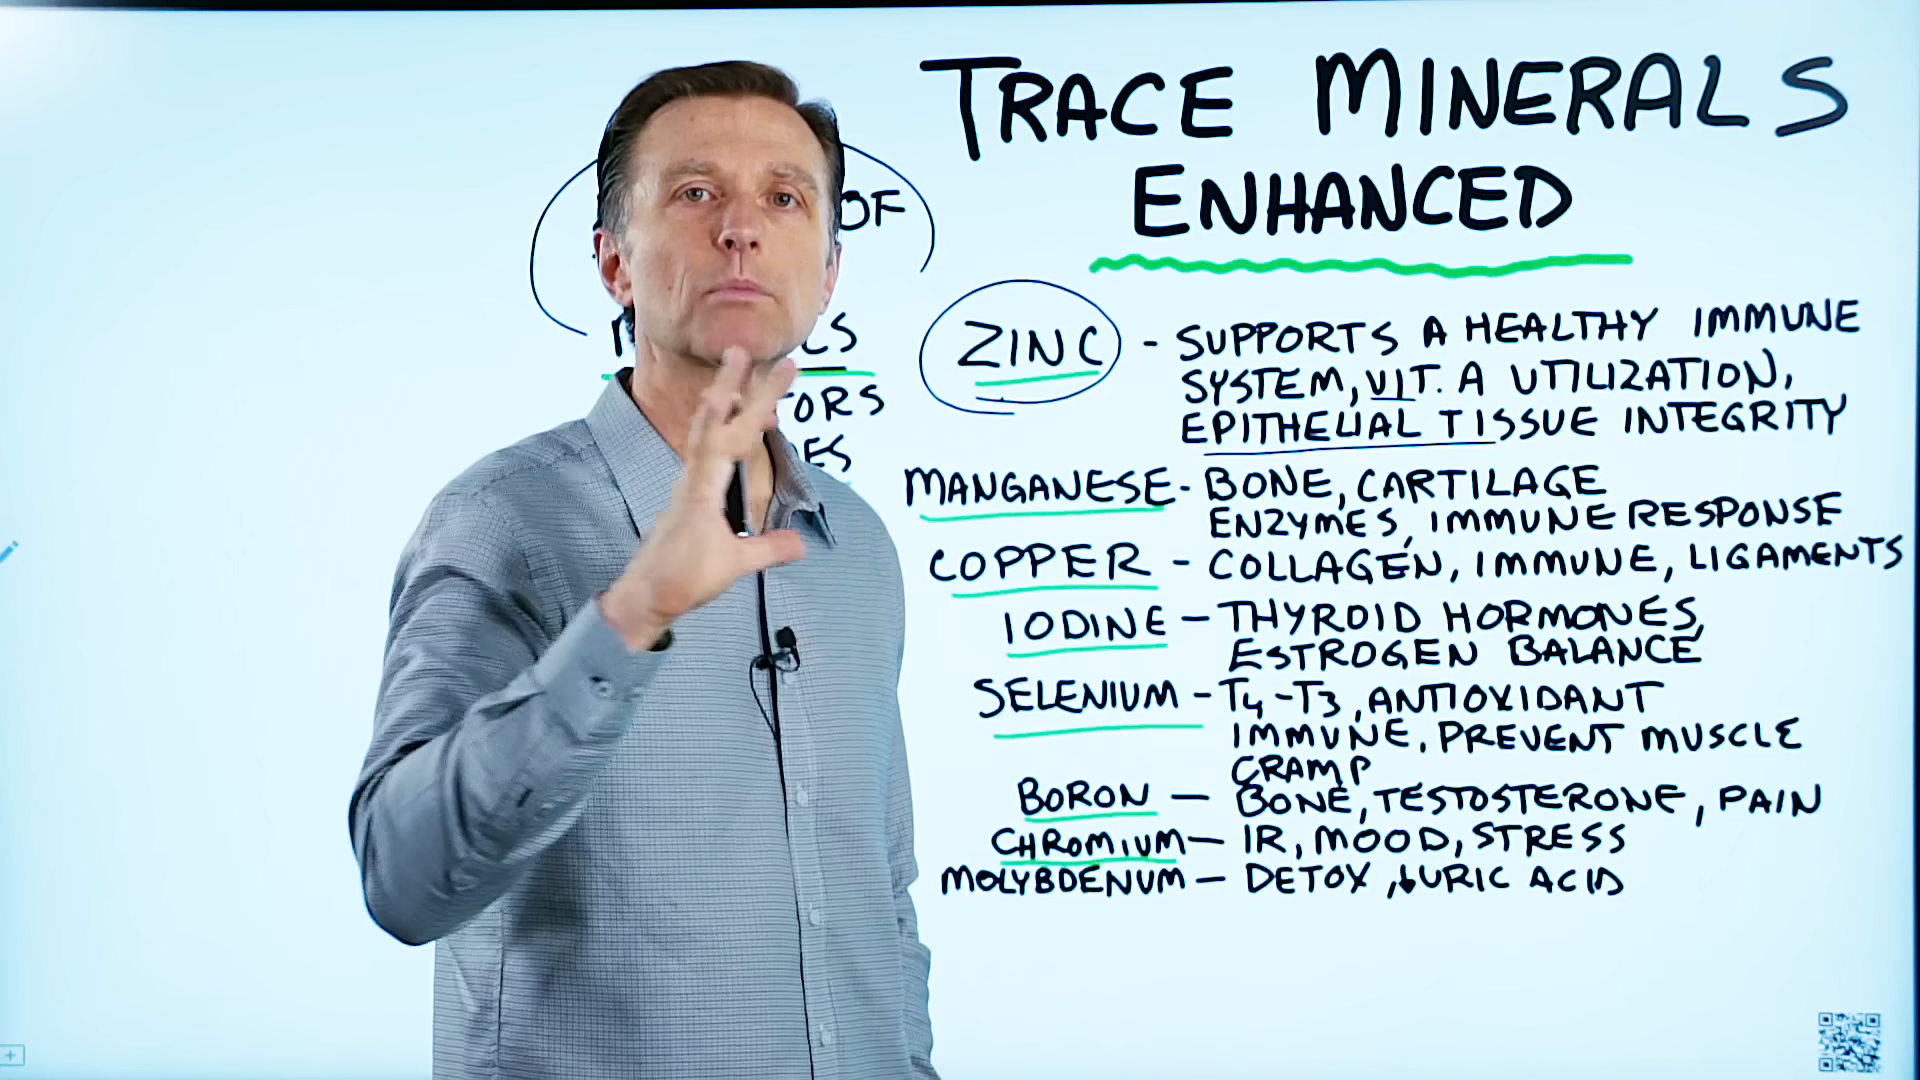 TRACE MINERALS
ENHANCED
OF
ZINC - SUPPORTS A HEALTHY IMMUNE
SYSTEM, VIT. A UTILIZATION,
EPITHELIAL TISSUE INTEGRITY
MANGANESE - BONE, CARTILAGE
ENZYMES, IMMUNE RESPONSE
COPPER - COLLAGEN, IMMUNE, LIGAMENTS
IODINE - THYROID HORMONES,
ESTROGEN BALANCE
SELENIUM - T4-T3, ANTIOXIDANT
IMMUNE, PREVENT MUSCLE
CRAMP
BORON - BONE, TESTOSTERONE, PAIN
CHROMIUM - IR, MOOD, STRESS
MOLYBDENUM - DETOX, ↓URIC ACID